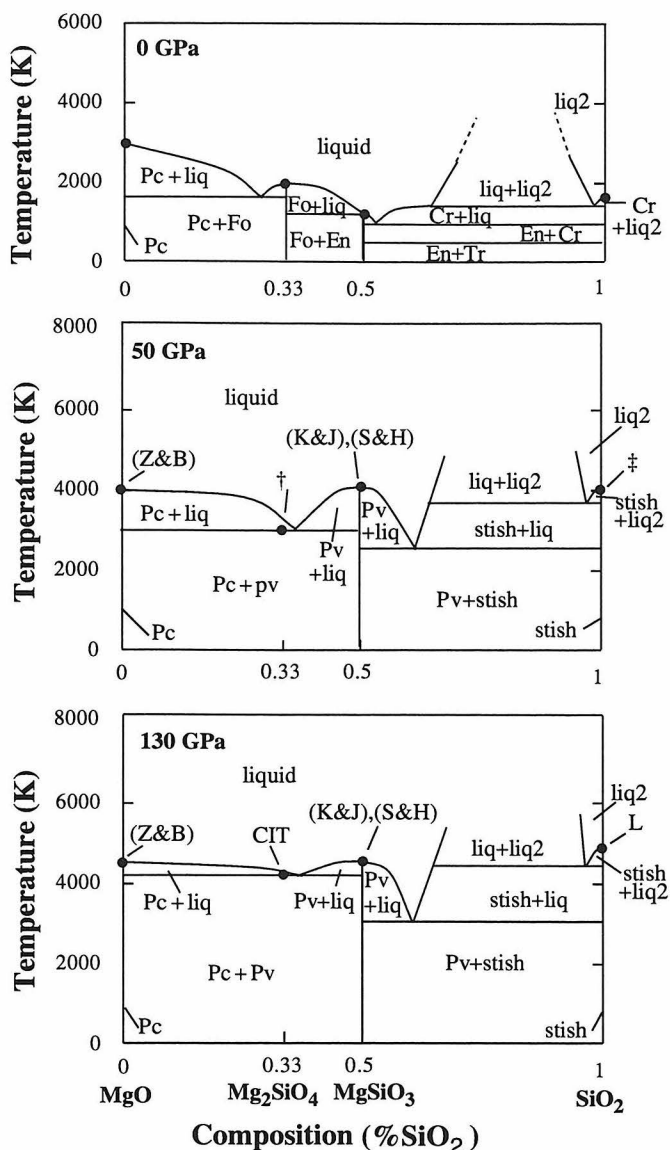 6000
0 GPa
Temperature (K)
4000
liq2
liquid
Pc+liq
2000
Fo+liq
liq+liq2
Cr+liq
Cr
+liq2
Pc+Fo
Pc
Fo+En
En+Cr
En+Tr
0
0
0.33
0.5
1
8000
50 GPa
Temperature (K)
liquid
6000
(K&J),(S&H)
liq2
(Z&B)
†
liq+liq2
‡
4000
Pc+liq
Pv
+liq
Pv
+liq
stish+liq
stish
+liq2
2000
Pc+pv
Pv+stish
Pc
stish
0
0
0.33
0.5
1
8000
130 GPa
Temperature (K)
liquid
6000
(K&J),(S&H)
liq2
L
(Z&B)
CIT
liq+liq2
4000
Pc+liq
Pv+liq
Pv
+liq
stish+liq
stish
+liq2
2000
Pc+Pv
Pv+stish
Pc
stish
0
0
0.33
0.5
1
MgO
Mg2SiO4
MgSiO3
SiO2
Composition (%SiO2)